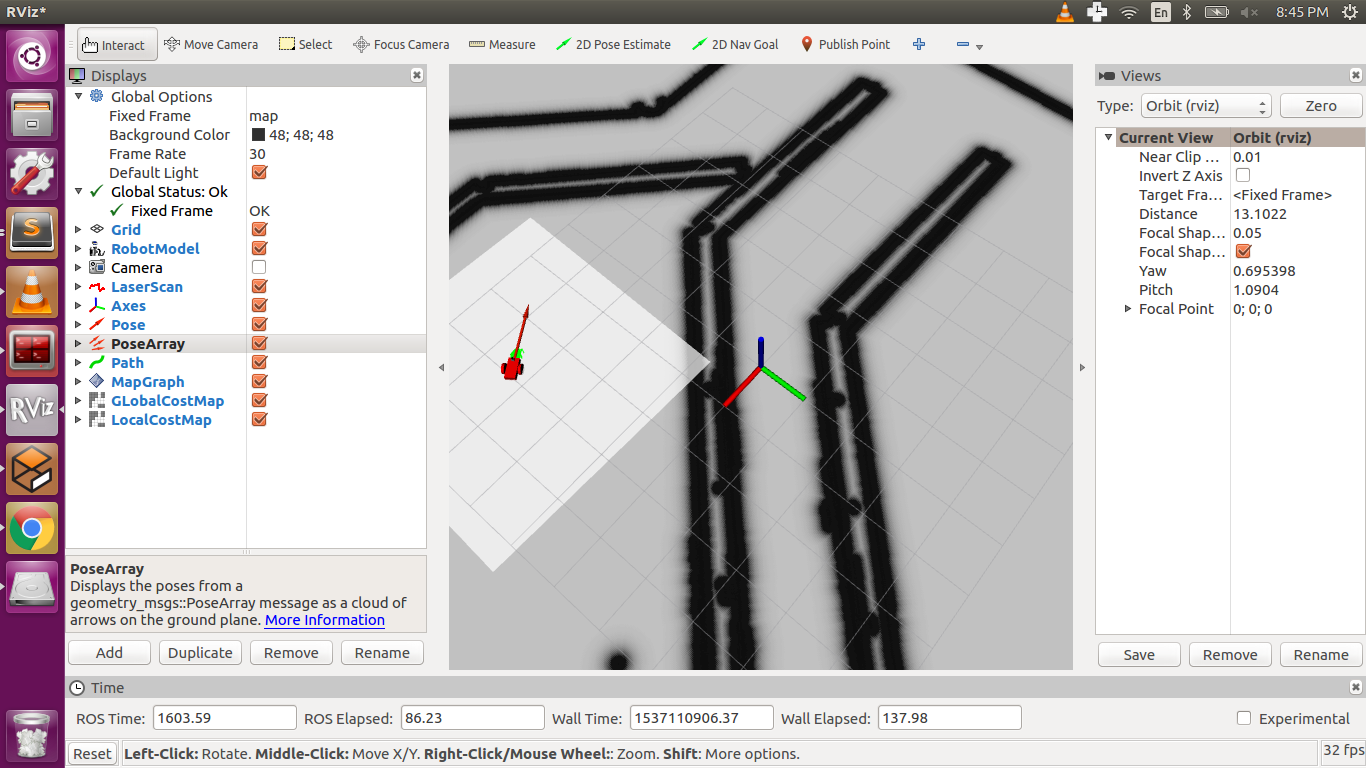 RViz*
En
8:45 PM
Interact
Move Camera
Select
Focus Camera
Measure
2D Pose Estimate
2D Nav Goal
Publish Point
Displays
Global Options
Fixed Frame map
Background Color 48; 48; 48
Frame Rate 30
Default Light
Global Status: Ok
Fixed Frame OK
Grid
RobotModel
Camera
LaserScan
Axes
Pose
PoseArray
Path
MapGraph
GLobalCostMap
LocalCostMap
PoseArray
Displays the poses from a
geometry_msgs::PoseArray message as a cloud of
arrows on the ground plane. More Information
Add
Duplicate
Remove
Rename
Views
Type: Orbit (rviz) Zero
Current View Orbit (rviz)
Near Clip ... 0.01
Invert Z Axis
Target Fra... <Fixed Frame>
Distance 13.1022
Focal Shap... 0.05
Focal Shap...
Yaw 0.695398
Pitch 1.0904
Focal Point 0; 0; 0
Save
Remove
Rename
RViz
S
Time
ROS Time: 1603.59 ROS Elapsed: 86.23 Wall Time: 1537110906.37 Wall Elapsed: 137.98 Experimental
Reset Left-Click: Rotate. Middle-Click: Move X/Y. Right-Click/Mouse Wheel:: Zoom. Shift: More options. 32 fps